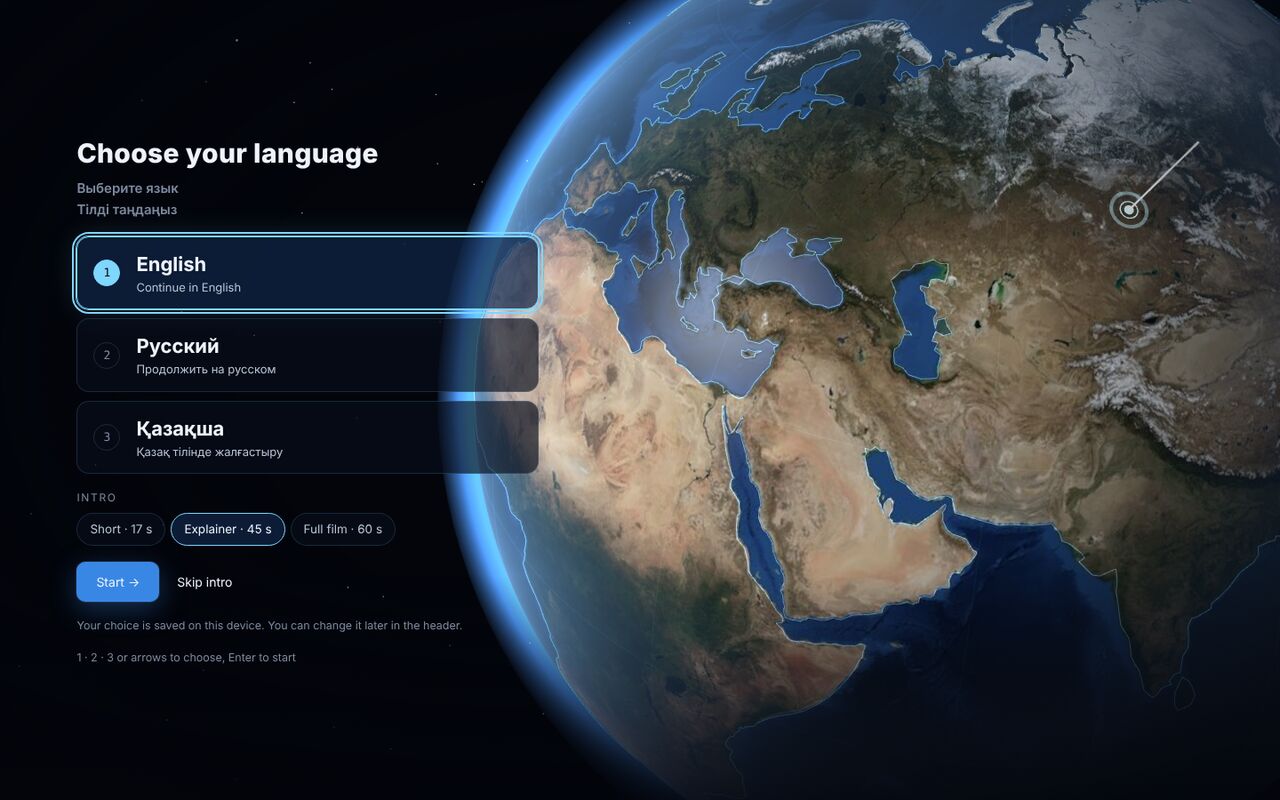 Choose your language
Выберите язык
Тілді таңдаңыз
1
English
Continue in English
2
Русский
Продолжить на русском
3
Қазақша
Қазақ тілінде жалғастыру
INTRO
Short · 17 s
Explainer · 45 s
Full film · 60 s
Start →
Skip intro
Your choice is saved on this device. You can change it later in the header.
1 · 2 · 3 or arrows to choose, Enter to start